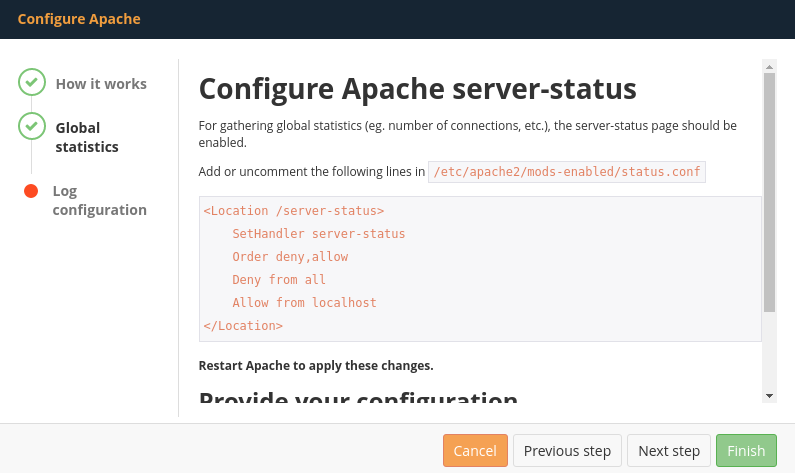 Configure Apache
How it works
Global
statistics
Log
configuration
Configure Apache server-status
For gathering global statistics (eg. number of connections, etc.), the server-status page should be
enabled.
Add or uncomment the following lines in /etc/apache2/mods-enabled/status.conf
<Location /server-status>
    SetHandler server-status
    Order deny,allow
    Deny from all
    Allow from localhost
</Location>
Restart Apache to apply these changes.
Provide your configuration
Cancel
Previous step
Next step
Finish